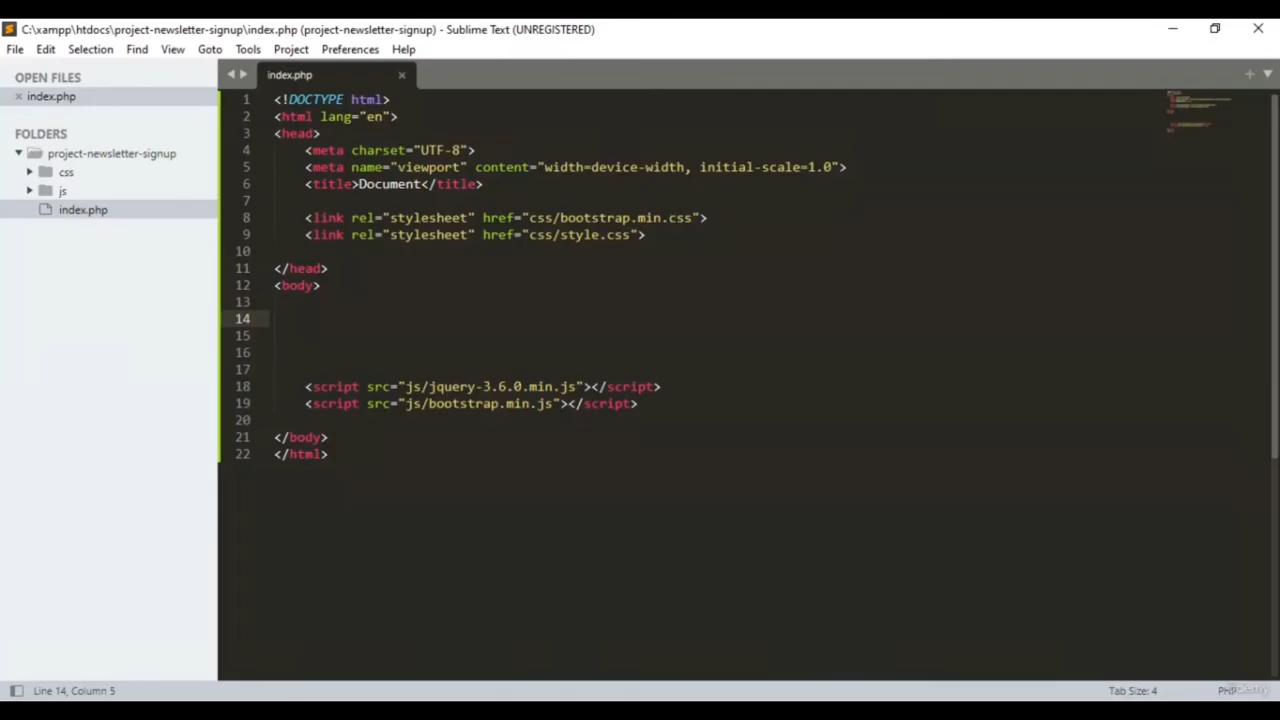 C:\xampp\htdocs\project-newsletter-signup\index.php (project-newsletter-signup) - Sublime Text (UNREGISTERED)
File Edit Selection Find View Goto Tools Project Preferences Help
OPEN FILES
index.php
FOLDERS
project-newsletter-signup
css
js
index.php
index.php
1 <!DOCTYPE html>
2 <html lang="en">
3 <head>
4 <meta charset="UTF-8">
5 <meta name="viewport" content="width=device-width, initial-scale=1.0">
6 <title>Document</title>
7
8 <link rel="stylesheet" href="css/bootstrap.min.css">
9 <link rel="stylesheet" href="css/style.css">
10
11 </head>
12 <body>
13
14
15
16
17
18 <script src="js/jquery-3.6.0.min.js"></script>
19 <script src="js/bootstrap.min.js"></script>
20
21 </body>
22 </html>
Line 14, Column 5
Tab Size: 4
PHP